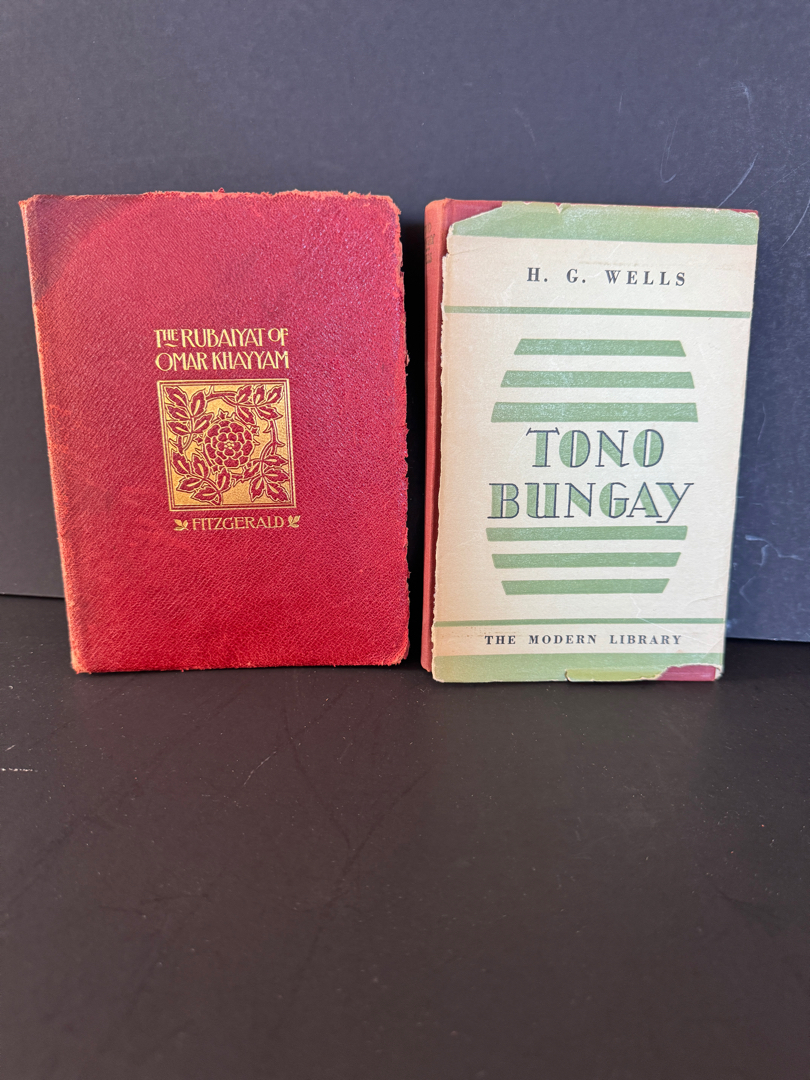 THE RUBAIYAT OF
OMAR KHAYYAM
FITZGERALD
H. G. WELLS
TONO
BUNGAY
THE MODERN LIBRARY